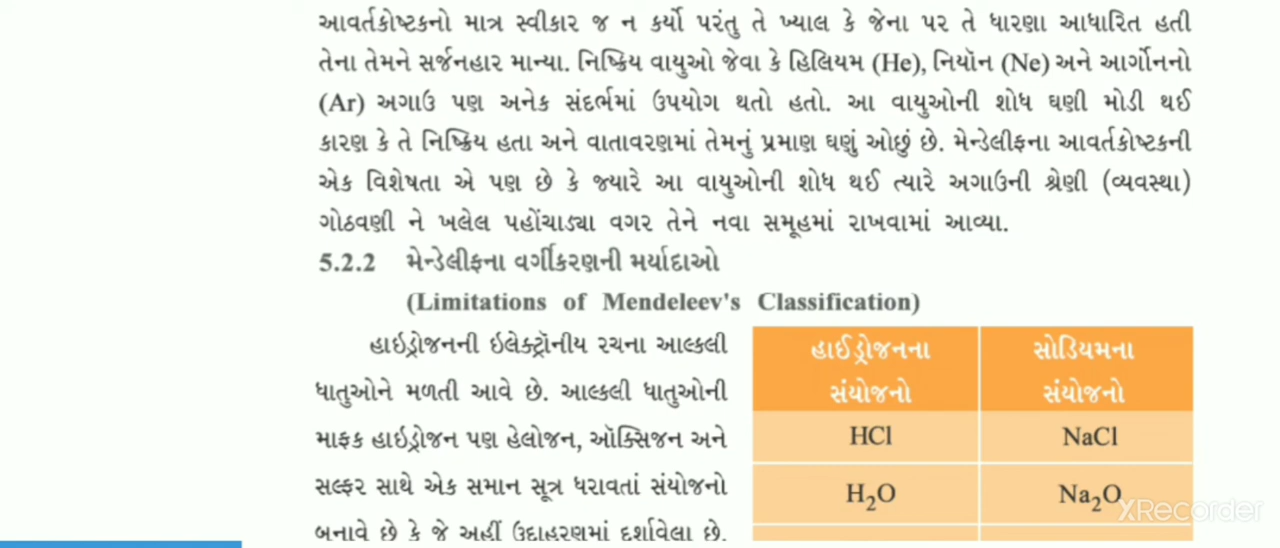 આવર્તકોષ્ટકનો માત્ર સ્વીકાર જ ન કર્યો પરંતુ તે ખ્યાલ કે જેના પર તે ધારણા આધારિત હતી
તેના તેમને સર્જનહાર માન્યા. નિષ્ક્રિય વાયુઓ જેવા કે હિલિયમ (He), નિયૉન (Ne) અને આર્ગોનનો
(Ar) અગાઉ પણ અનેક સંદર્ભમાં ઉપયોગ થતો હતો. આ વાયુઓની શોધ ઘણી મોડી થઈ
કારણ કે તે નિષ્ક્રિય હતા અને વાતાવરણમાં તેમનું પ્રમાણ ઘણું ઓછું છે. મેન્ડેલીફના આવર્તકોષ્ટકની
એક વિશેષતા એ પણ છે કે જ્યારે આ વાયુઓની શોધ થઈ ત્યારે અગાઉની શ્રેણી (વ્યવસ્થા)
ગોઠવણી ને ખલેલ પહોંચાડ્યા વગર તેને નવા સમૂહમાં રાખવામાં આવ્યા.
5.2.2 મેન્ડેલીફના વર્ગીકરણની મર્યાદાઓ
(Limitations of Mendeleev's Classification)
હાઇડ્રોજનની ઇલેક્ટ્રૉનીય રચના આલ્કલી
ધાતુઓને મળતી આવે છે. આલ્કલી ધાતુઓની
માફક હાઇડ્રોજન પણ હેલોજન, ઑક્સિજન અને
સલ્ફર સાથે એક સમાન સૂત્ર ધરાવતાં સંયોજનો
બનાવે છે કે જે અહીં ઉદાહરણમાં દર્શાવેલા છે.
હાઈડ્રોજનના સોડિયમના
સંયોજનો સંયોજનો
HCl NaCl
H₂O Na₂O
XRecorder